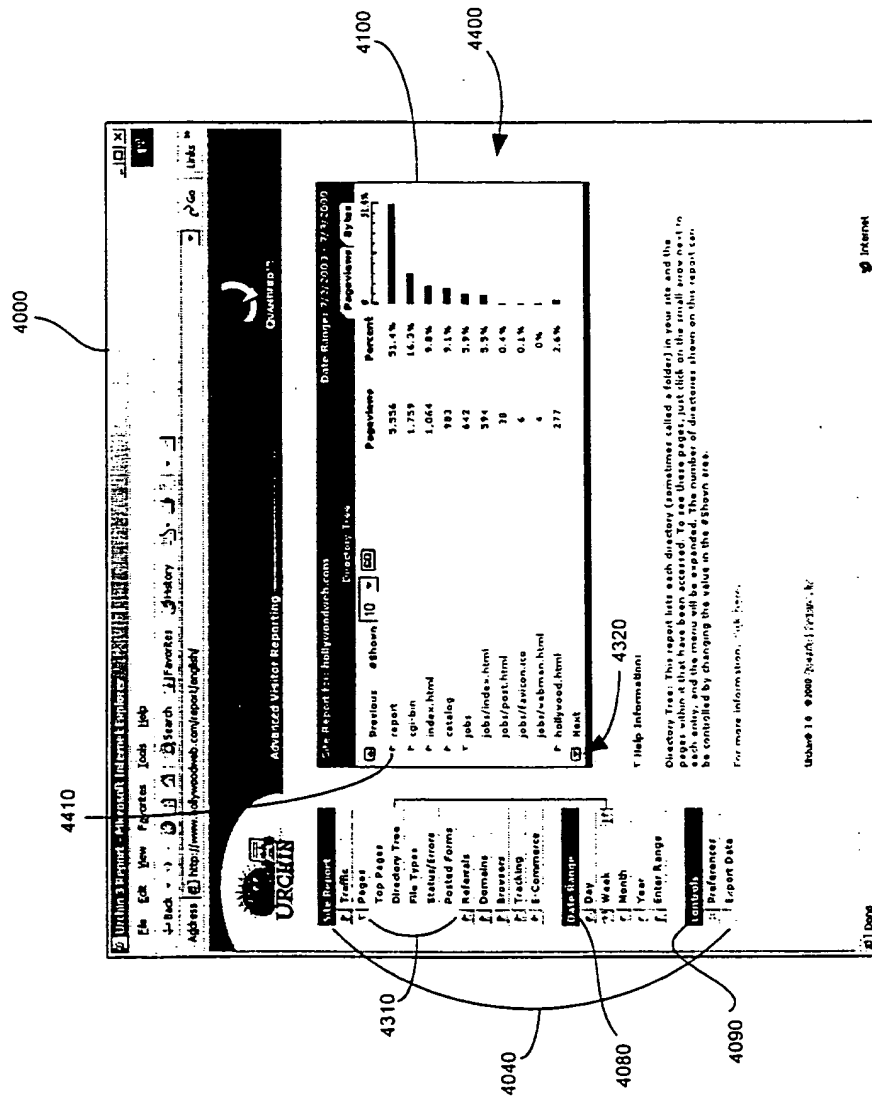 4000
Urchin 3 Report - Microsoft Internet Explorer
File Edit View Favorites Tools Help
Back Search Favorites History
Address http://www.hollywoodweb.com/report/english/ Go Links »
URCHIN
Advanced Visitor Reporting
QUANTIFIED™
Site Report
Traffic
Pages
Top Pages
Directory Tree
File Types
Status/Errors
Posted Forms
Referrals
Domains
Browsers
Tracking
E-Commerce
Date Range
Day
Week
Month
Year
Enter Range
Controls
Preferences
Export Data
Site Report For: hollywoodweb.com
Directory Tree
Pageviews Bytes
Previous #Shown 10 GO
Pageviews Percent 0
report 5,556 51.4%
cgi-bin 1,759 16.3%
index.html 1,064 9.8%
catalog 983 9.1%
jobs 642 5.9%
jobs/index.html 594 5.5%
jobs/post.html 38 0.4%
jobs/favicon.ico 6 0.1%
jobs/webman.html 4 0%
hollywood.html 277 2.6%
Next
Help Information:
Directory Tree: This report lists each directory (sometimes called a folder) in your site and the
pages within it that have been accessed. To see these pages, just click on the small arrow next to
each entry, and the menu will be expanded. The number of directories shown on this report can
be controlled by changing the value in the #Shown area.
For more information, click here.
Done
Internet
4410
4310
4040
4080
4090
4320
4100
4400